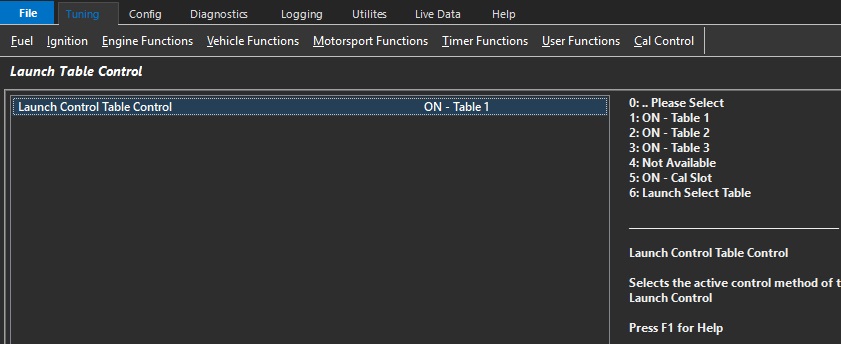 File Tuning Config Diagnostics Logging Utilites Live Data Help
Fuel Ignition Engine Functions Vehicle Functions Motorsport Functions Timer Functions User Functions Cal Control
Launch Table Control
Launch Control Table Control ON - Table 1
0: .. Please Select
1: ON - Table 1
2: ON - Table 2
3: ON - Table 3
4: Not Available
5: ON - Cal Slot
6: Launch Select Table
Launch Control Table Control
Selects the active control method of t
Launch Control
Press F1 for Help